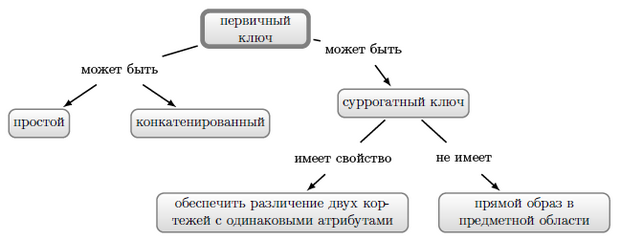 первичный
ключ
может быть
может быть
простой
конкатенированный
суррогатный ключ
имеет свойство
не имеет
обеспечить различение двух кор-
тежей с одинаковыми атрибутами
прямой образ в
предметной области